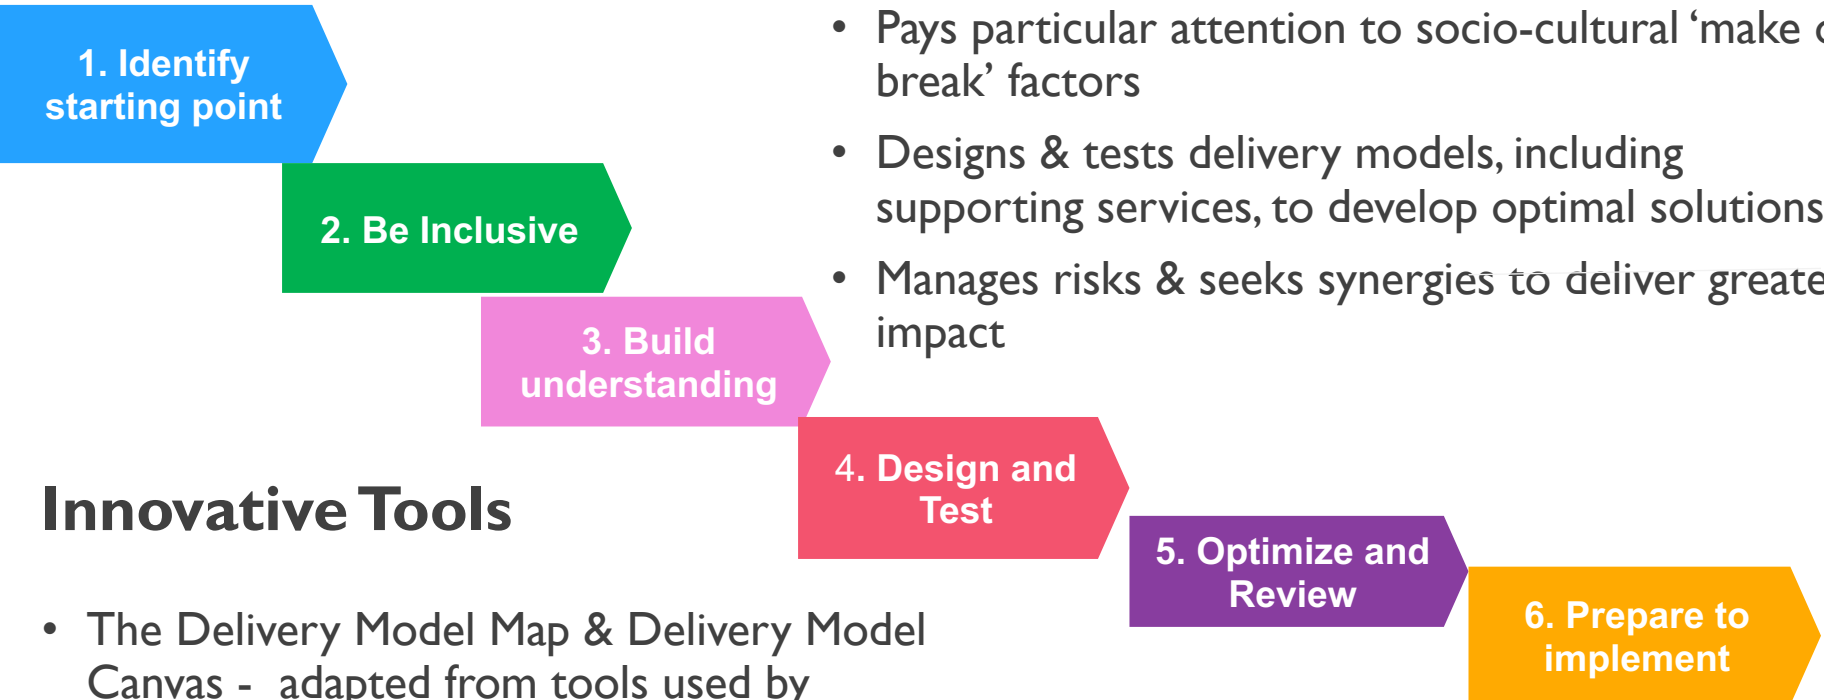 1. Identify
starting point
2. Be Inclusive
3. Build
understanding
4. Design and
Test
5. Optimize and
Review
6. Prepare to
implement
• Pays particular attention to socio-cultural ‘make
break’ factors
• Designs & tests delivery models, including
supporting services, to develop optimal solutions
• Manages risks & seeks synergies to deliver greate
impact
Innovative Tools
• The Delivery Model Map & Delivery Model
Canvas - adapted from tools used by